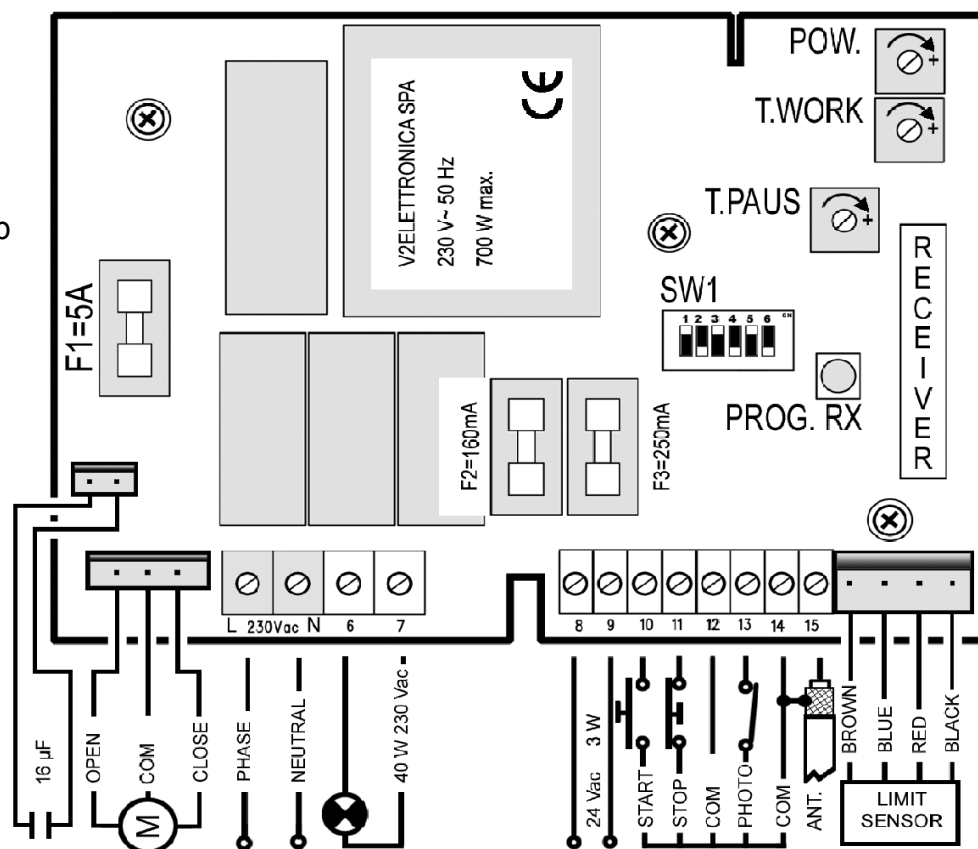 POW.
+
T.WORK
+
T.PAUS
+
V2ELETTRONICA SPA
230 V~ 50 Hz
700 W max.
CE
o
F1=5A
SW1
1 2 3 4 5 6 ON
RECEIVER
PROG. RX
F2=160mA
F3=250mA
L 230Vac N 6 7
8 9 10 11 12 13 14 15
16 µF
OPEN
COM
CLOSE
M
PHASE
NEUTRAL
40 W 230 Vac
24 Vac 3 W
START
STOP
COM
PHOTO
COM
ANT.
BROWN
BLUE
RED
BLACK
LIMIT
SENSOR